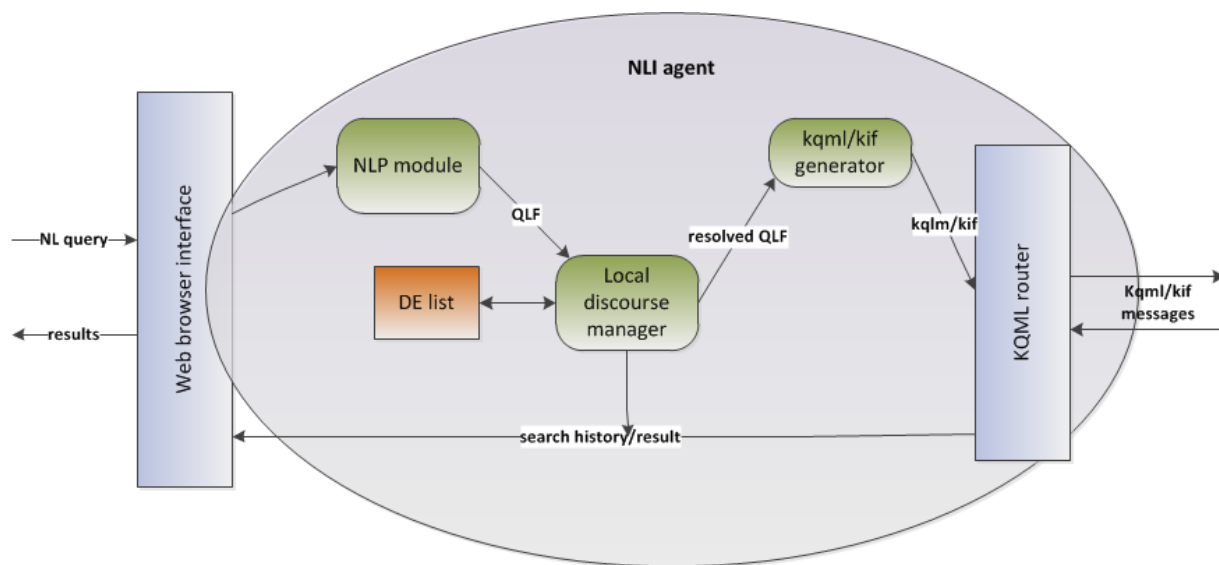 NLI agent
NLP module
kqml/kif
generator
Web browser interface
NL query
QLF
resolved QLF
kqlm/kif
DE list
Local
discourse
manager
KQML router
Kqml/kif
messages
results
search history/result